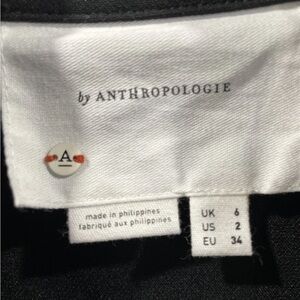 by ANTHROPOLOGIE
A
made in philippines
fabriqué aux philippines
UK 6
US 2
EU 34